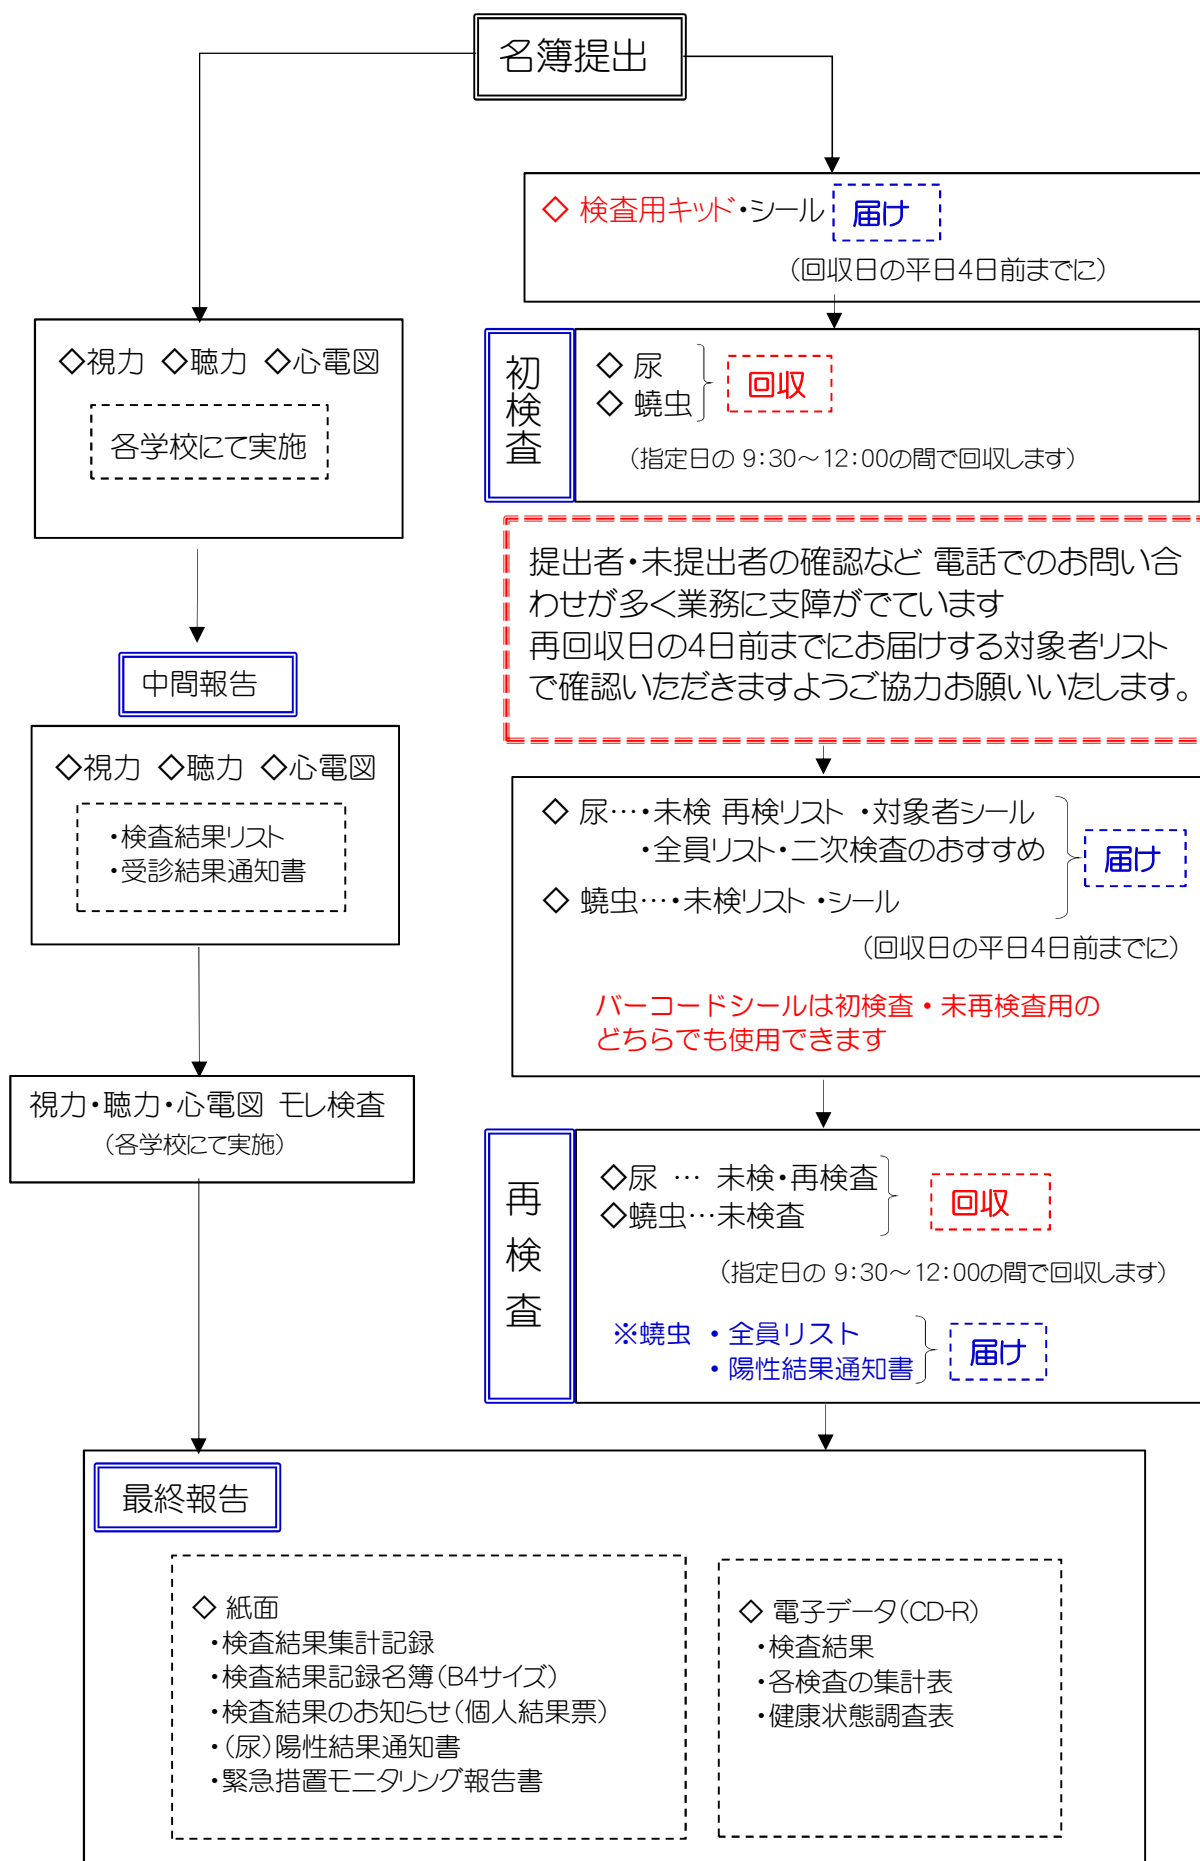 名簿提出
◇ 検査用キッド・シール 届け
(回収日の平日4日前までに)
◇視力 ◇聴力 ◇心電図
各学校にて実施
初検査
◇ 尿
◇ 蟯虫
回収
(指定日の 9:30～12:00の間で回収します)
提出者・未提出者の確認など 電話でのお問い合
わせが多く業務に支障がでています
再回収日の4日前までにお届けする対象者リスト
で確認いただきますようご協力お願いいたします。
中間報告
◇視力 ◇聴力 ◇心電図
・検査結果リスト
・受診結果通知書
◇ 尿…・未検 再検リスト ・対象者シール
・全員リスト・二次検査のおすすめ
◇ 蟯虫…・未検リスト ・シール
届け
(回収日の平日4日前までに)
バーコードシールは初検査・未再検査用の
どちらでも使用できます
視力・聴力・心電図 モレ検査
(各学校にて実施)
再検査
◇尿 … 未検・再検査
◇蟯虫…未検査
回収
(指定日の 9:30～12:00の間で回収します)
※蟯虫 ・全員リスト
・陽性結果通知書
届け
最終報告
◇ 紙面
・検査結果集計記録
・検査結果記録名簿(B4サイズ)
・検査結果のお知らせ(個人結果票)
・(尿)陽性結果通知書
・緊急措置モニタリング報告書
◇ 電子データ(CD-R)
・検査結果
・各検査の集計表
・健康状態調査表